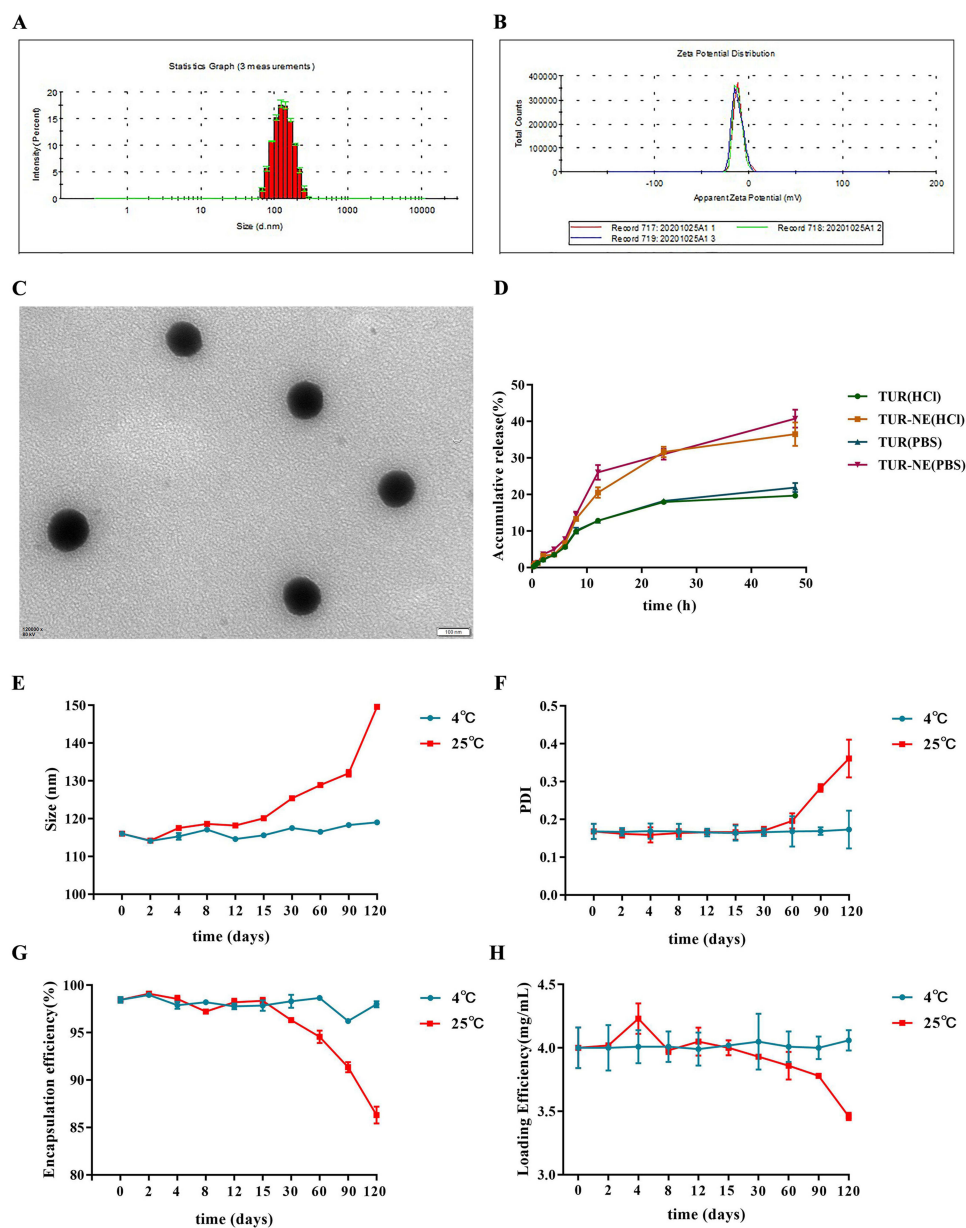 A
Statistics Graph (3 measurements)
Intensity (Percent)
20
15
10
5
0
1
10
100
1000
10000
Size (d.nm)
B
Zeta Potential Distribution
Total Counts
400000
300000
200000
100000
0
-100
0
100
200
Apparent Zeta Potential (mV)
Record 717: 20201025A1 1
Record 718: 20201025A1 2
Record 719: 20201025A1 3
C
120000 x
80 kV
100 nm
D
Accumulative release(%)
50
40
30
20
10
0
0
10
20
30
40
50
time (h)
TUR(HCl)
TUR-NE(HCl)
TUR(PBS)
TUR-NE(PBS)
E
Size (nm)
150
140
130
120
110
100
0 2 4 8 12 15 30 60 90 120
time (days)
4°C
25°C
F
PDI
0.5
0.4
0.3
0.2
0.1
0.0
0 2 4 8 12 15 30 60 90 120
time (days)
4°C
25°C
G
Encapsulation efficiency(%)
100
95
90
85
80
0 2 4 8 12 15 30 60 90 120
time (days)
4°C
25°C
H
Loading Efficiency(mg/mL)
4.5
4.0
3.5
3.0
0 2 4 8 12 15 30 60 90 120
time (days)
4°C
25°C